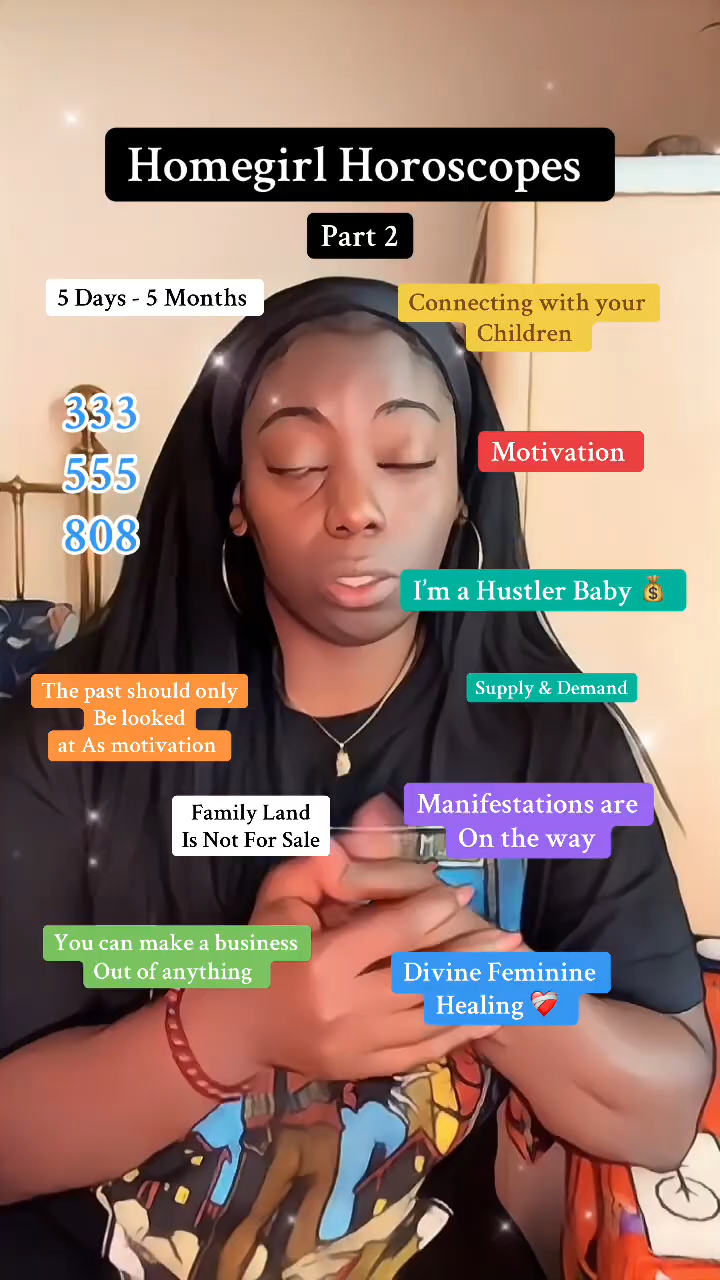 Homegirl Horoscopes
Part 2
5 Days - 5 Months
Connecting with your
Children
333
555
808
Motivation
I'm a Hustler Baby 💰
The past should only
Be looked
at As motivation
Supply & Demand
Family Land
Is Not For Sale
Manifestations are
On the way
You can make a business
Out of anything
Divine Feminine
Healing ❤️‍🩹